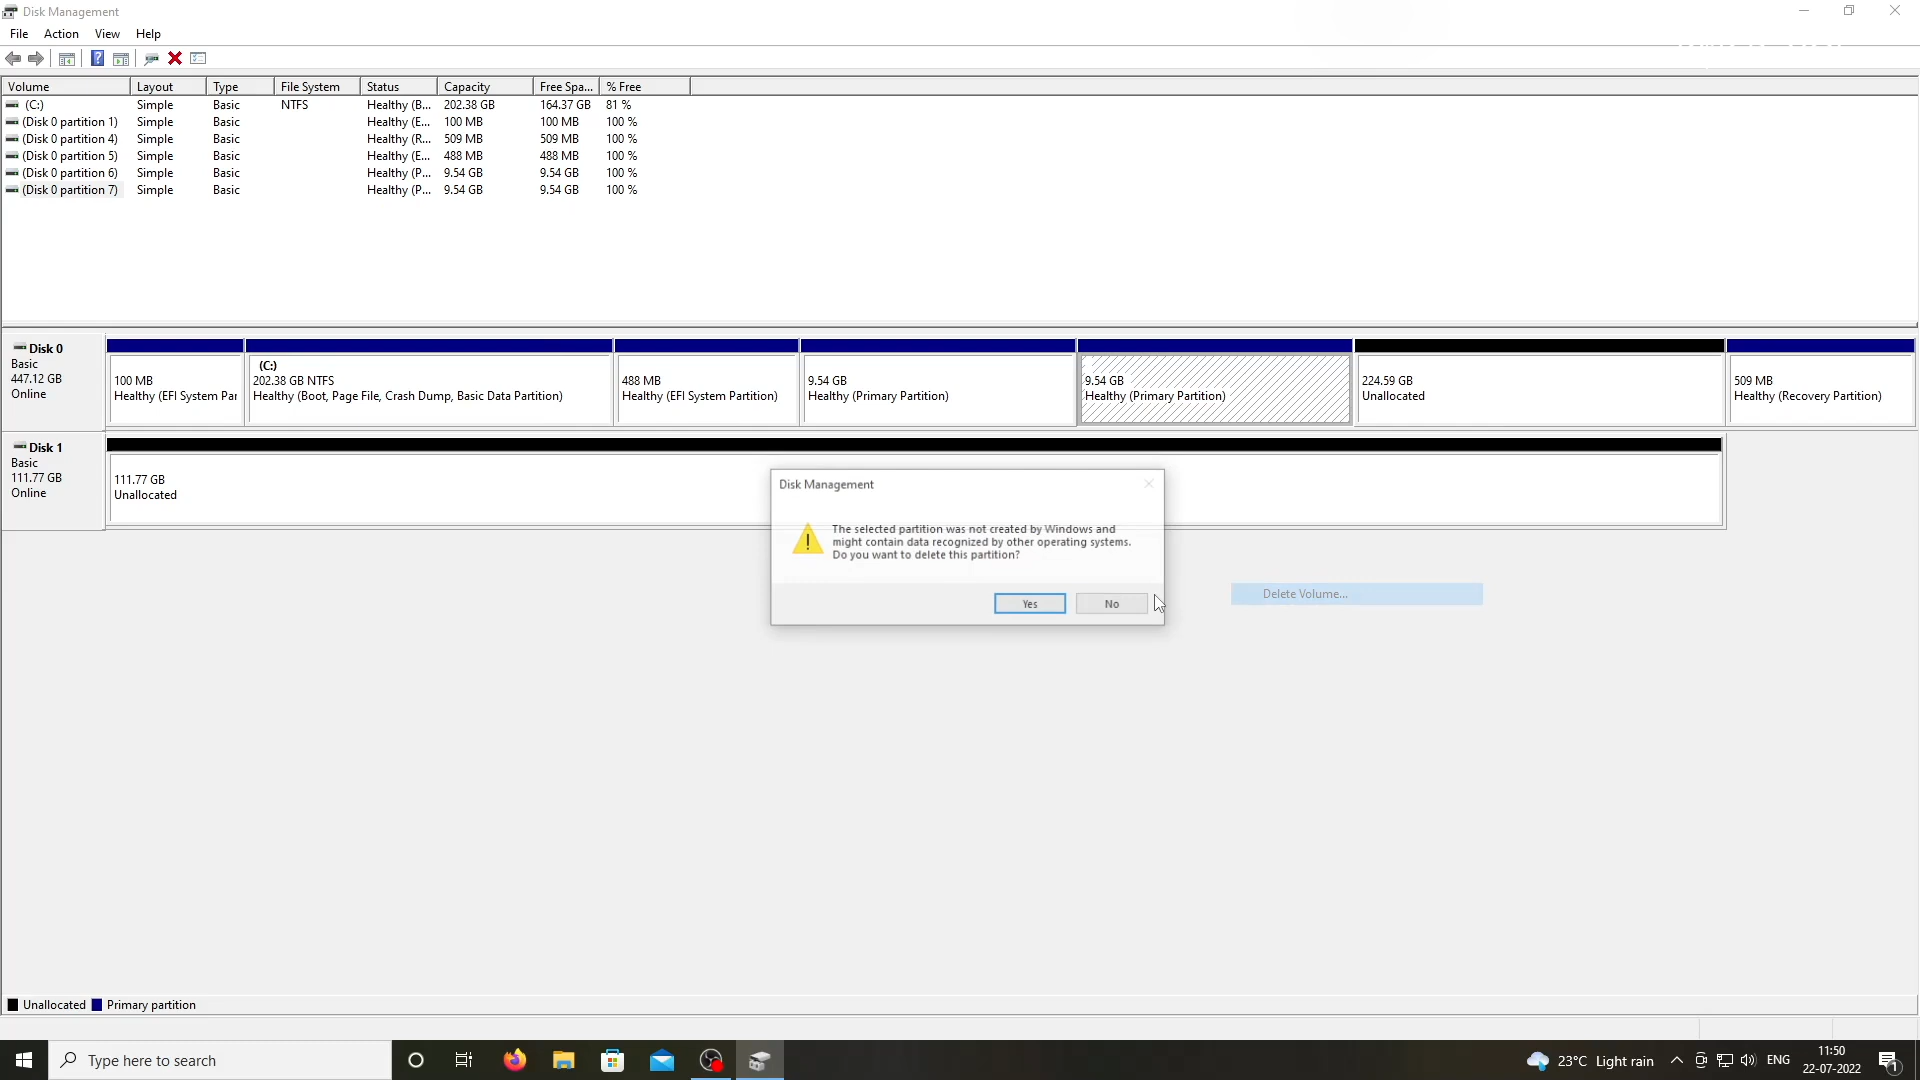 Disk Management
File Action View Help
Volume Layout Type File System Status Capacity Free Spa... % Free
(C:) Simple Basic NTFS Healthy (B... 202.38 GB 164.37 GB 81 %
(Disk 0 partition 1) Simple Basic Healthy (E... 100 MB 100 MB 100 %
(Disk 0 partition 4) Simple Basic Healthy (R... 509 MB 509 MB 100 %
(Disk 0 partition 5) Simple Basic Healthy (E... 488 MB 488 MB 100 %
(Disk 0 partition 6) Simple Basic Healthy (P... 9.54 GB 9.54 GB 100 %
(Disk 0 partition 7) Simple Basic Healthy (P... 9.54 GB 9.54 GB 100 %
Disk 0
Basic
447.12 GB
Online
100 MB
Healthy (EFI System Par
(C:)
202.38 GB NTFS
Healthy (Boot, Page File, Crash Dump, Basic Data Partition)
488 MB
Healthy (EFI System Partition)
9.54 GB
Healthy (Primary Partition)
9.54 GB
Healthy (Primary Partition)
224.59 GB
Unallocated
509 MB
Healthy (Recovery Partition)
Disk 1
Basic
111.77 GB
Online
111.77 GB
Unallocated
Disk Management
The selected partition was not created by Windows and
might contain data recognized by other operating systems.
Do you want to delete this partition?
Yes No
Delete Volume...
Unallocated Primary partition
Type here to search
23°C Light rain
ENG
11:50
22-07-2022
1